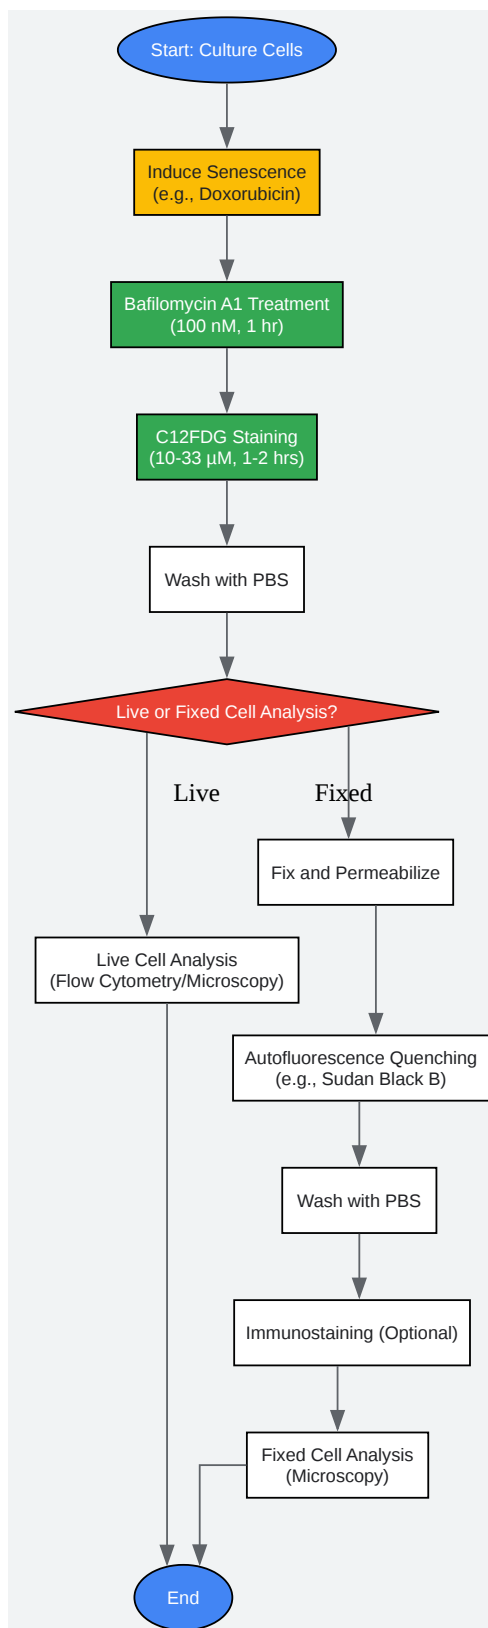 Start: Culture Cells
Induce Senescence
(e.g., Doxorubicin)
Bafilomycin A1 Treatment
(100 nM, 1 hr)
C12FDG Staining
(10-33 µM, 1-2 hrs)
Wash with PBS
Live or Fixed Cell Analysis?
Live
Fixed
Fix and Permeabilize
Live Cell Analysis
(Flow Cytometry/Microscopy)
Autofluorescence Quenching
(e.g., Sudan Black B)
Wash with PBS
Immunostaining (Optional)
Fixed Cell Analysis
(Microscopy)
End